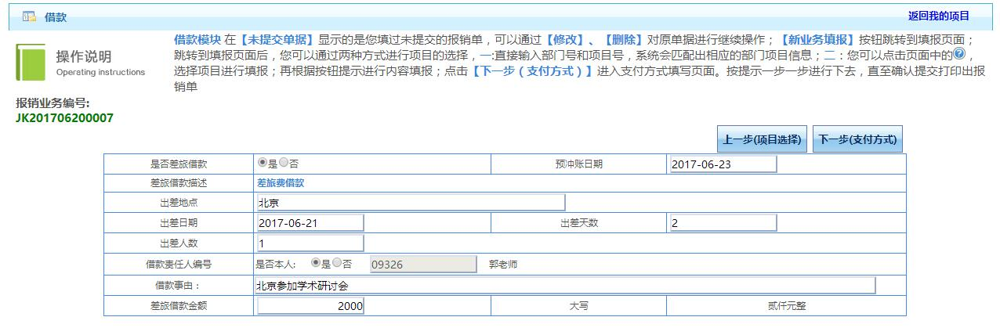 借款
返回我的项目
操作说明
Operating instructions
借款模块 在【未提交单据】显示的是您填过未提交的报销单，可以通过【修改】、【删除】对原单据进行继续操作；【新业务填报】按钮跳转到填报页面；
跳转到填报页面后，您可以通过两种方式进行项目的选择，一:直接输入部门号和项目号，系统会匹配出相应的部门项目信息；二：您可以点击页面中的?，
选择项目进行填报；再根据按钮提示进行内容填报；点击【下一步（支付方式）】进入支付方式填写页面。按提示一步一步进行下去，直至确认提交打印出报
销单
报销业务编号:
JK201706200007
上一步(项目选择) 下一步(支付方式)
是否差旅借款 是 否 预冲账日期 2017-06-23
差旅借款描述 差旅费借款
出差地点 北京
出差日期 2017-06-21 出差天数 2
出差人数 1
借款责任人编号 是否本人: 是 否 09326 郭老师
借款事由： 北京参加学术研讨会
差旅借款金额 2000 大写 贰仟元整